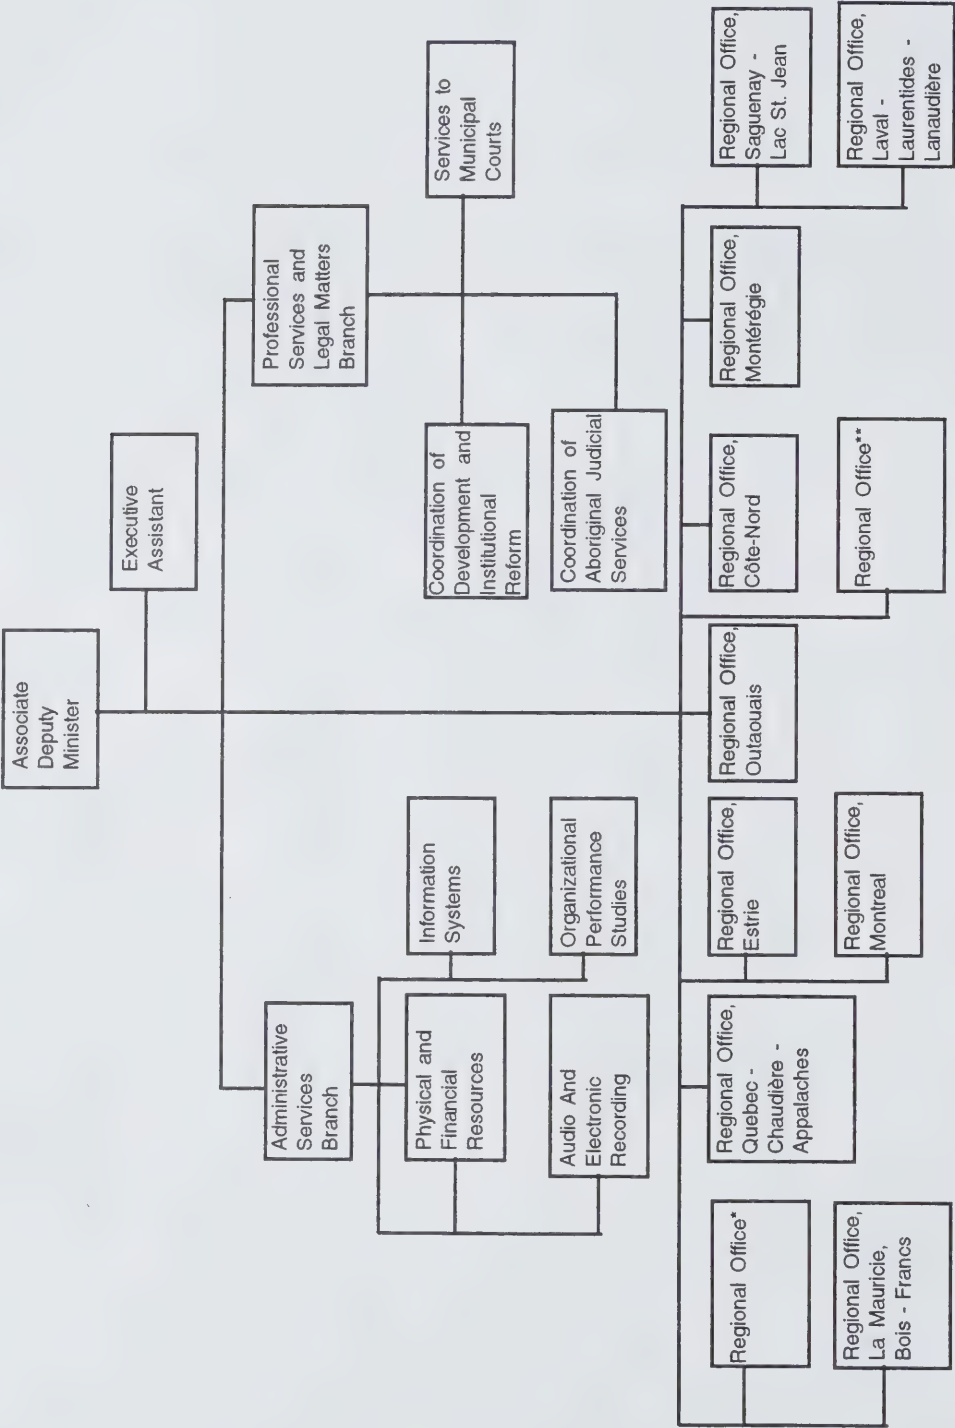 Associate
Deputy
Minister
Executive
Assistant
Administrative
Services
Branch
Professional
Services and
Legal Matters
Branch
Physical and
Financial
Resources
Information
Systems
Audio And
Electronic
Recording
Organizational
Performance
Studies
Coordination of
Development and
Institutional
Reform
Services to
Municipal
Courts
Coordination of
Aboriginal Judicial
Services
Regional Office*
Regional Office,
Quebec -
Chaudière -
Appalaches
Regional Office,
Estrie
Regional Office,
Outaouais
Regional Office,
Côte-Nord
Regional Office,
Montérégie
Regional Office,
Saguenay -
Lac St. Jean
Regional Office,
La Mauricie,
Bois - Francs
Regional Office,
Montreal
Regional Office**
Regional Office,
Laval -
Laurentides -
Lanaudière